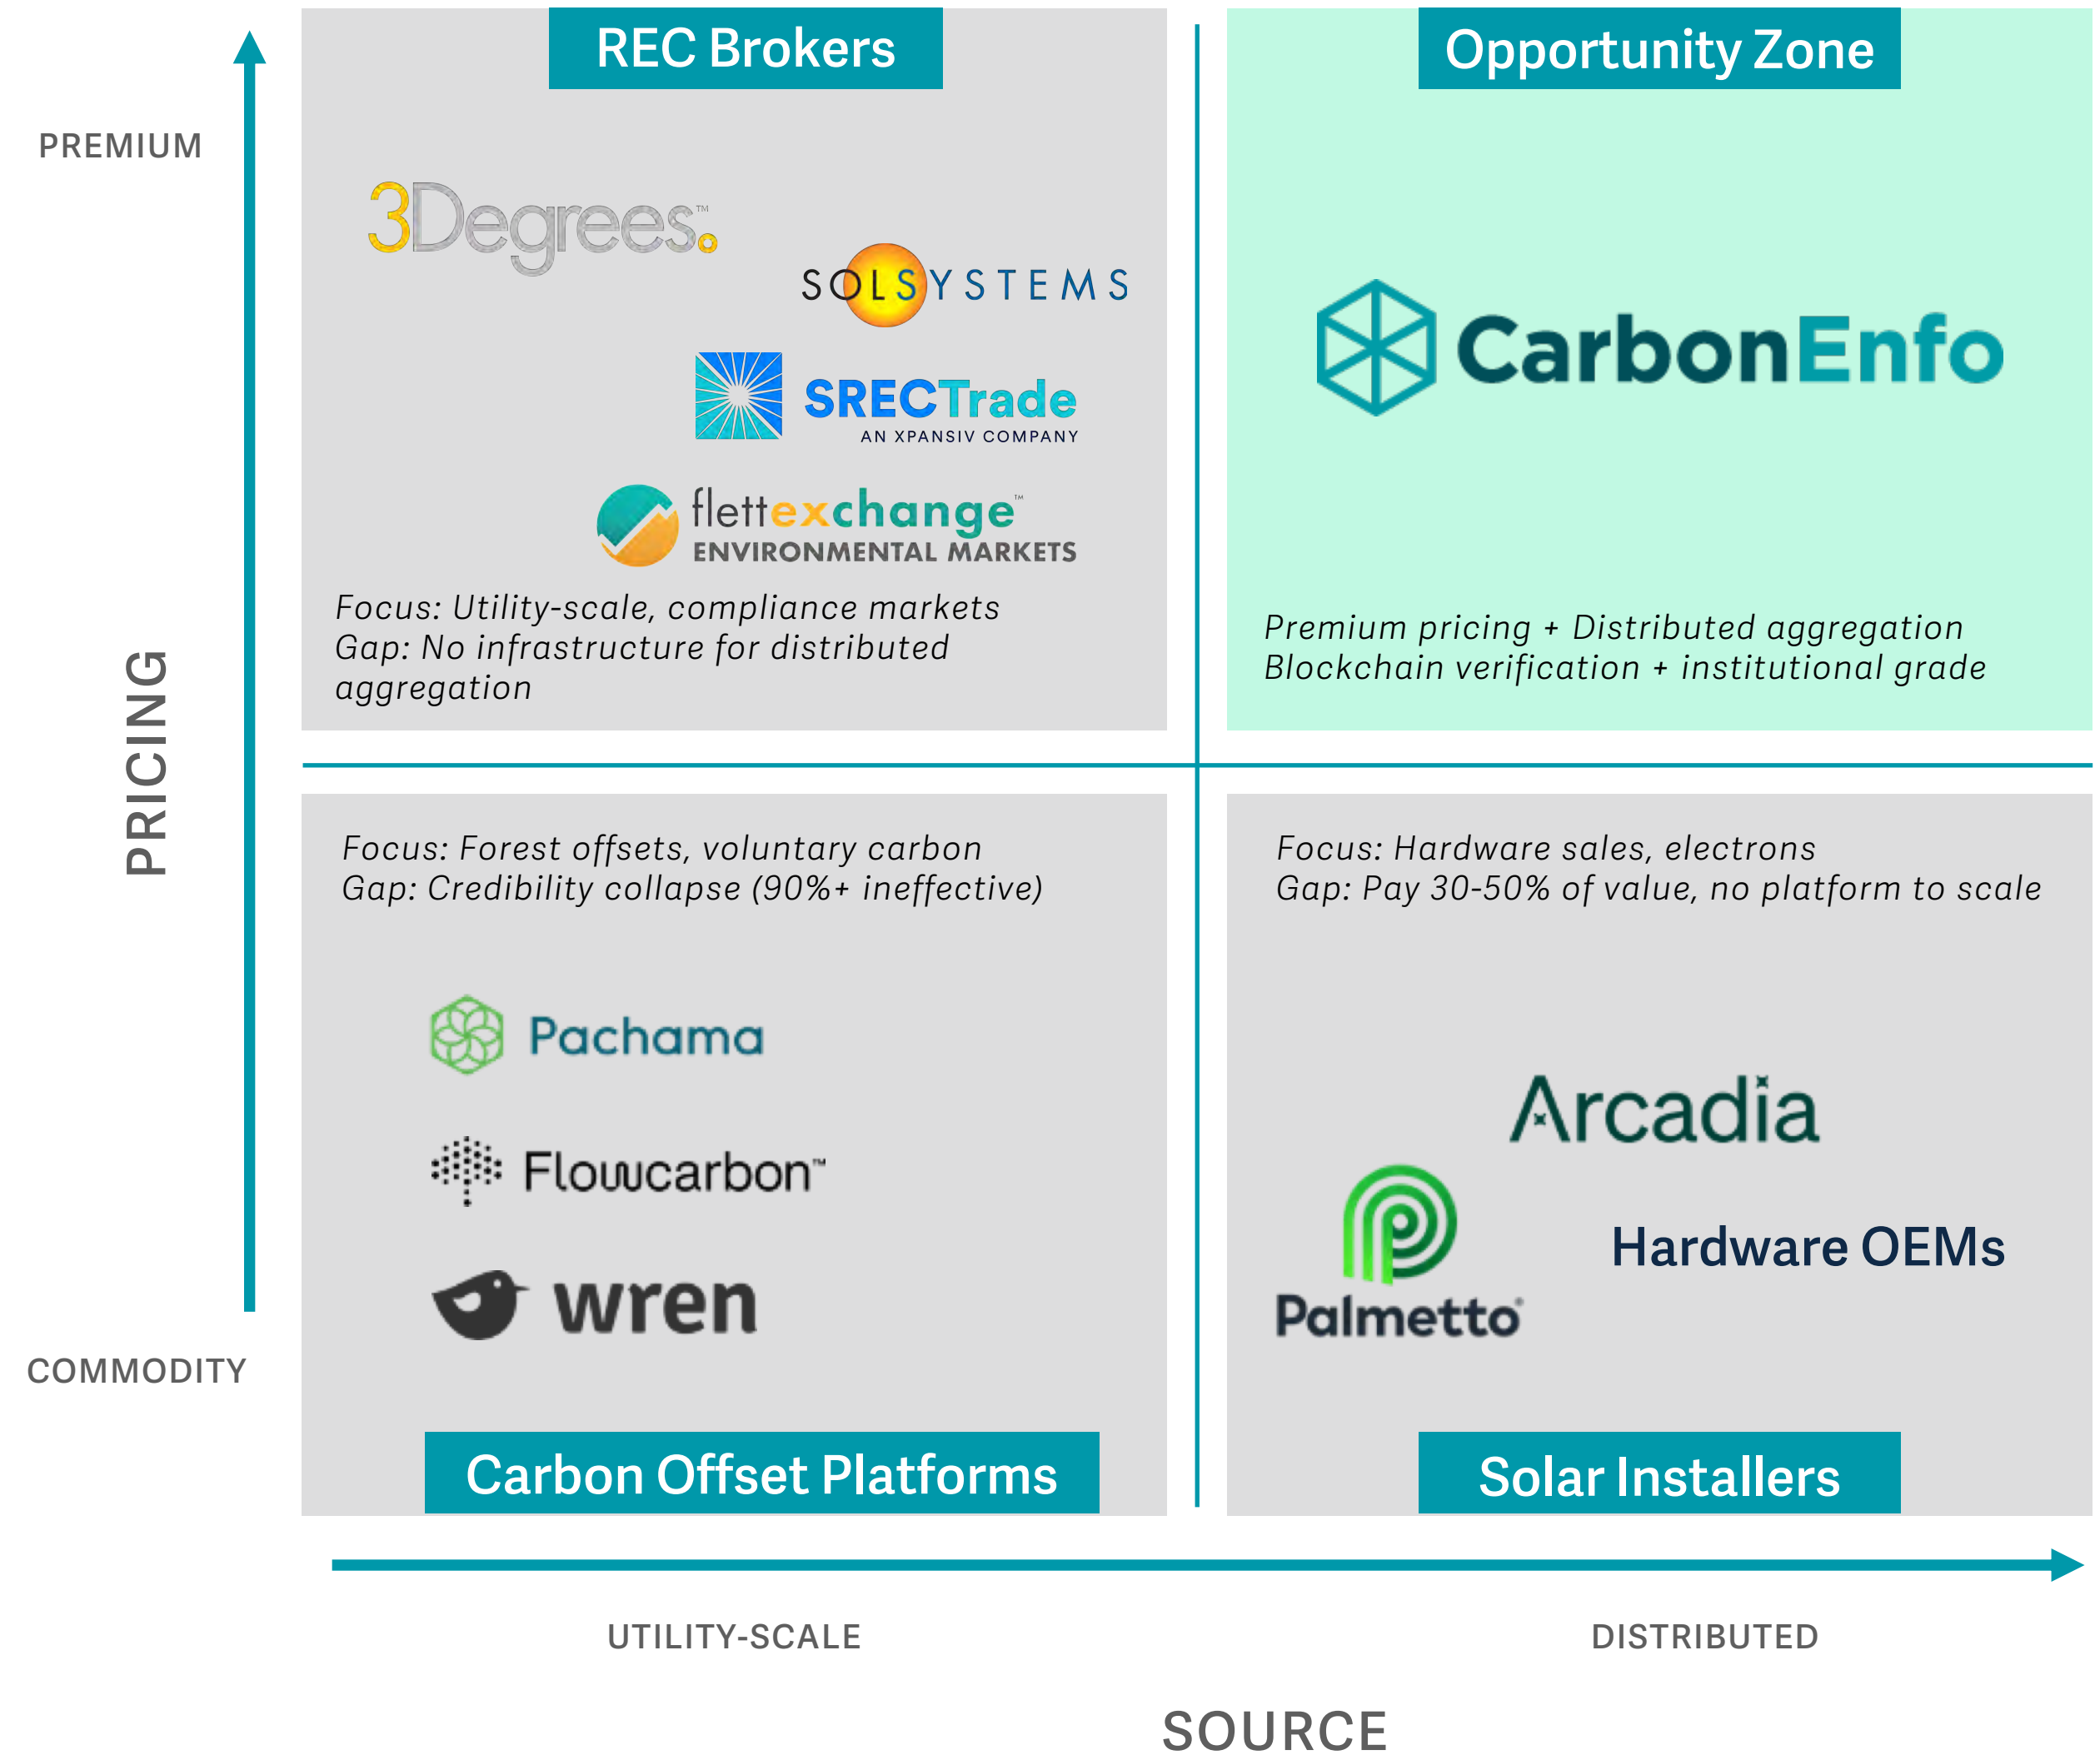 REC Brokers
Opportunity Zone
PREMIUM
3Degrees™
SOLSYSTEMS
SRECTrade
AN XPANSIV COMPANY
flettexchange™
ENVIRONMENTAL MARKETS
Focus: Utility-scale, compliance markets
Gap: No infrastructure for distributed
aggregation
CarbonEnfo
Premium pricing + Distributed aggregation
Blockchain verification + institutional grade
PRICING
Focus: Forest offsets, voluntary carbon
Gap: Credibility collapse (90%+ ineffective)
Pachama
Flowcarbon™
wren
Carbon Offset Platforms
Focus: Hardware sales, electrons
Gap: Pay 30-50% of value, no platform to scale
Arcadia
Palmetto®
Hardware OEMs
Solar Installers
COMMODITY
UTILITY-SCALE
DISTRIBUTED
SOURCE